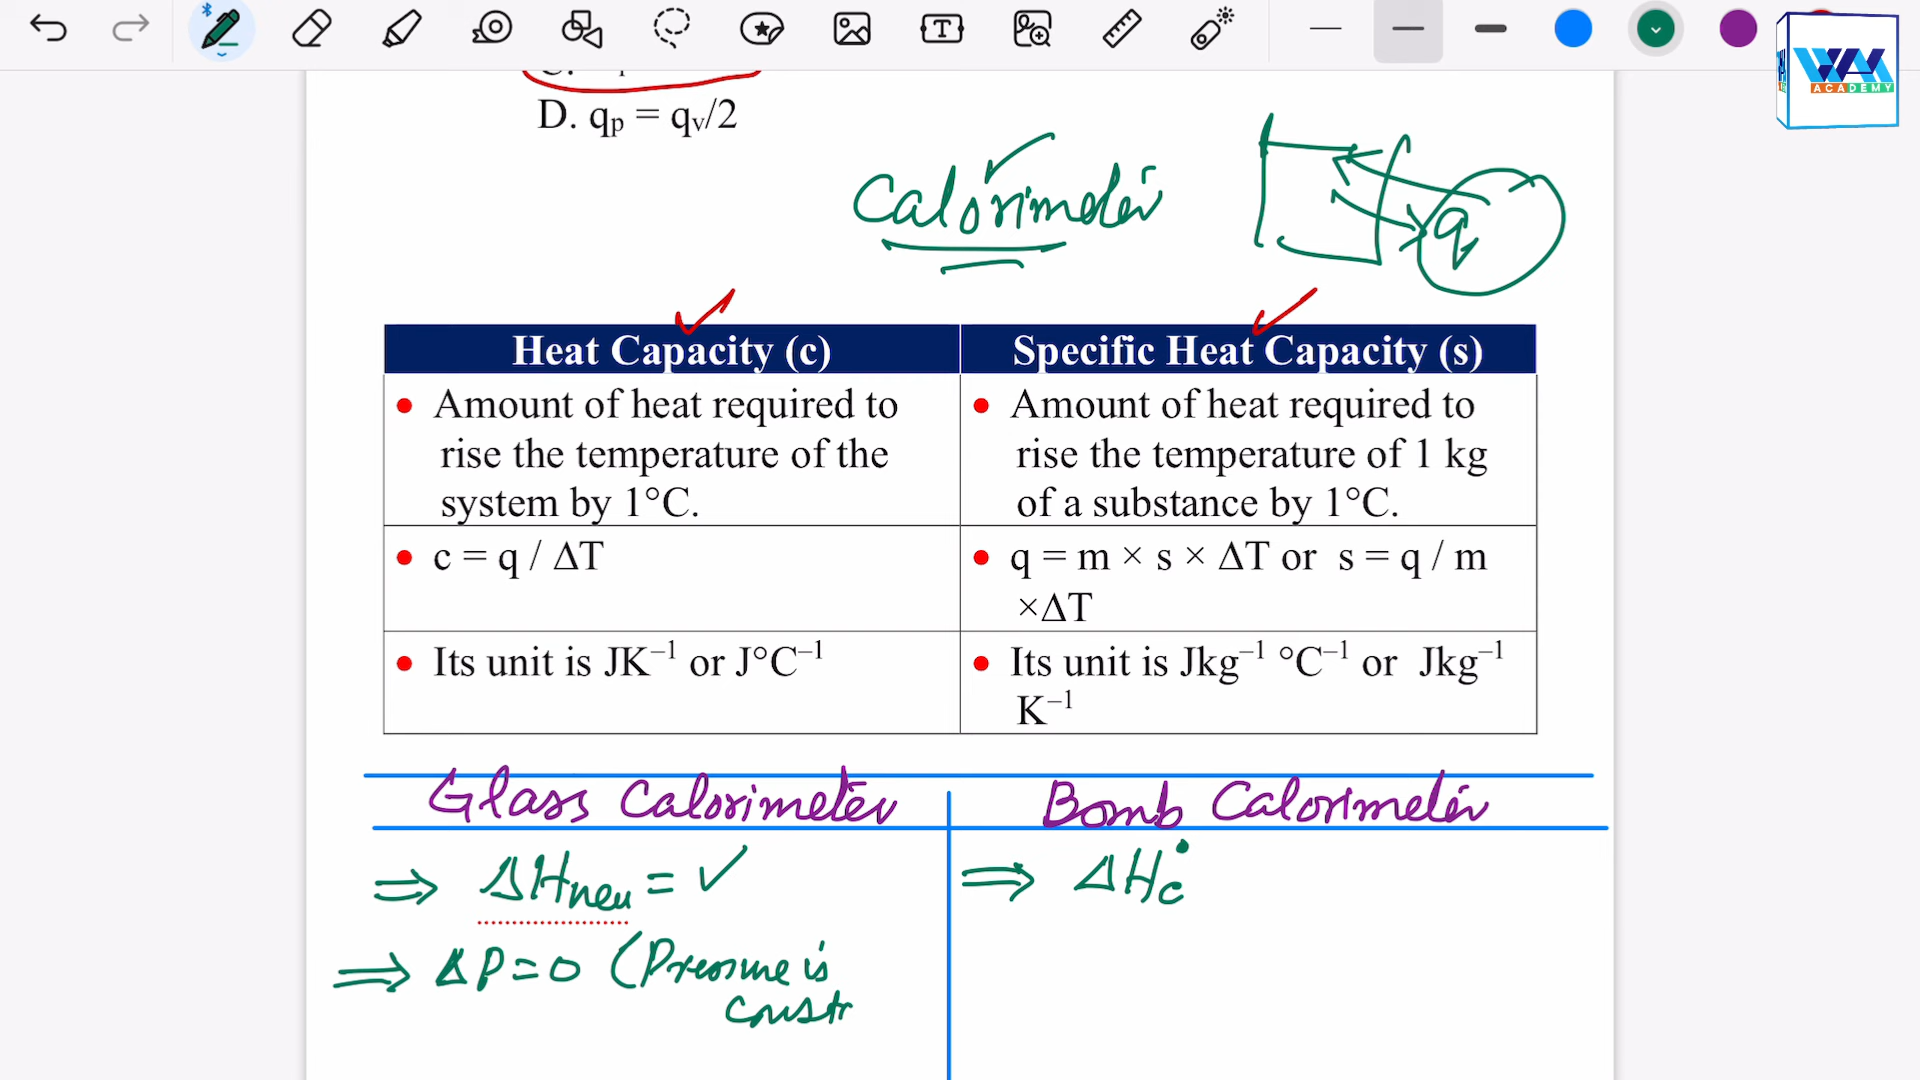 D. qp = qv/2
Calorimeter
q
WAM
ACADEMY
Heat Capacity (c)
Specific Heat Capacity (s)
• Amount of heat required to
rise the temperature of the
system by 1°C.
• Amount of heat required to
rise the temperature of 1 kg
of a substance by 1°C.
• c = q / ΔT
• q = m × s × ΔT or s = q / m
×ΔT
• Its unit is JK⁻¹ or J°C⁻¹
• Its unit is Jkg⁻¹ °C⁻¹ or Jkg⁻¹
K⁻¹
Glass Calorimeter
Bomb Calorimeter
⇒ ΔHneu = ✓
⇒ ΔH°c
⇒ ΔP = 0 (Pressure is
constt